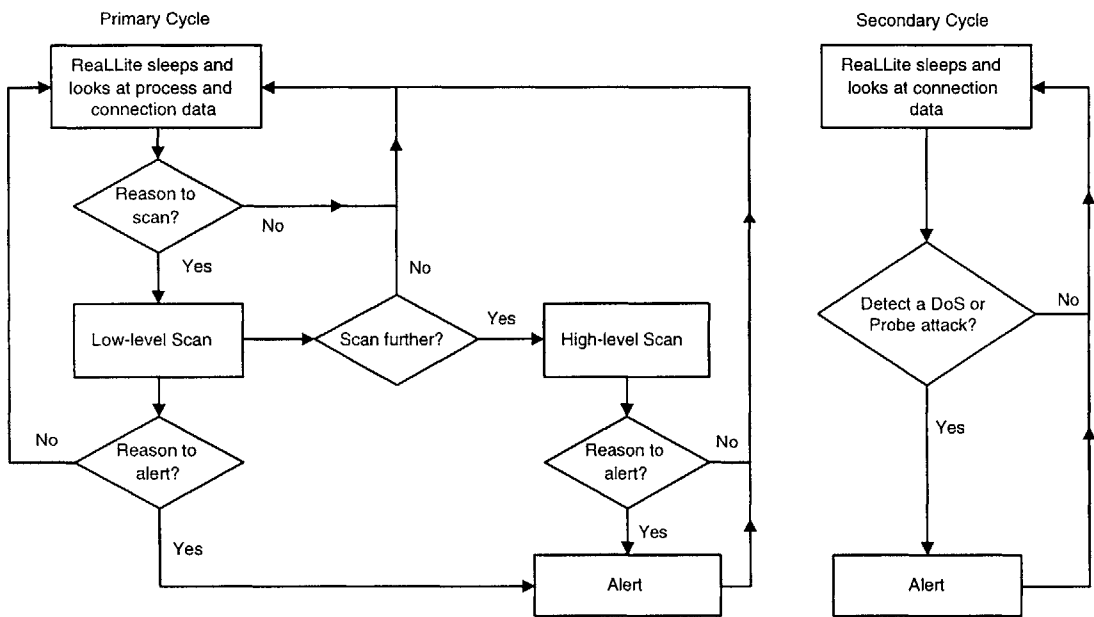 Primary Cycle
ReaLLite sleeps and
looks at process and
connection data
Reason to
scan?
No
Yes
No
Low-level Scan
Scan further?
Yes
High-level Scan
No
Reason to
alert?
Reason to
alert?
No
Yes
Yes
Alert
Secondary Cycle
ReaLLite sleeps and
looks at connection
data
Detect a DoS or
Probe attack?
No
Yes
Alert